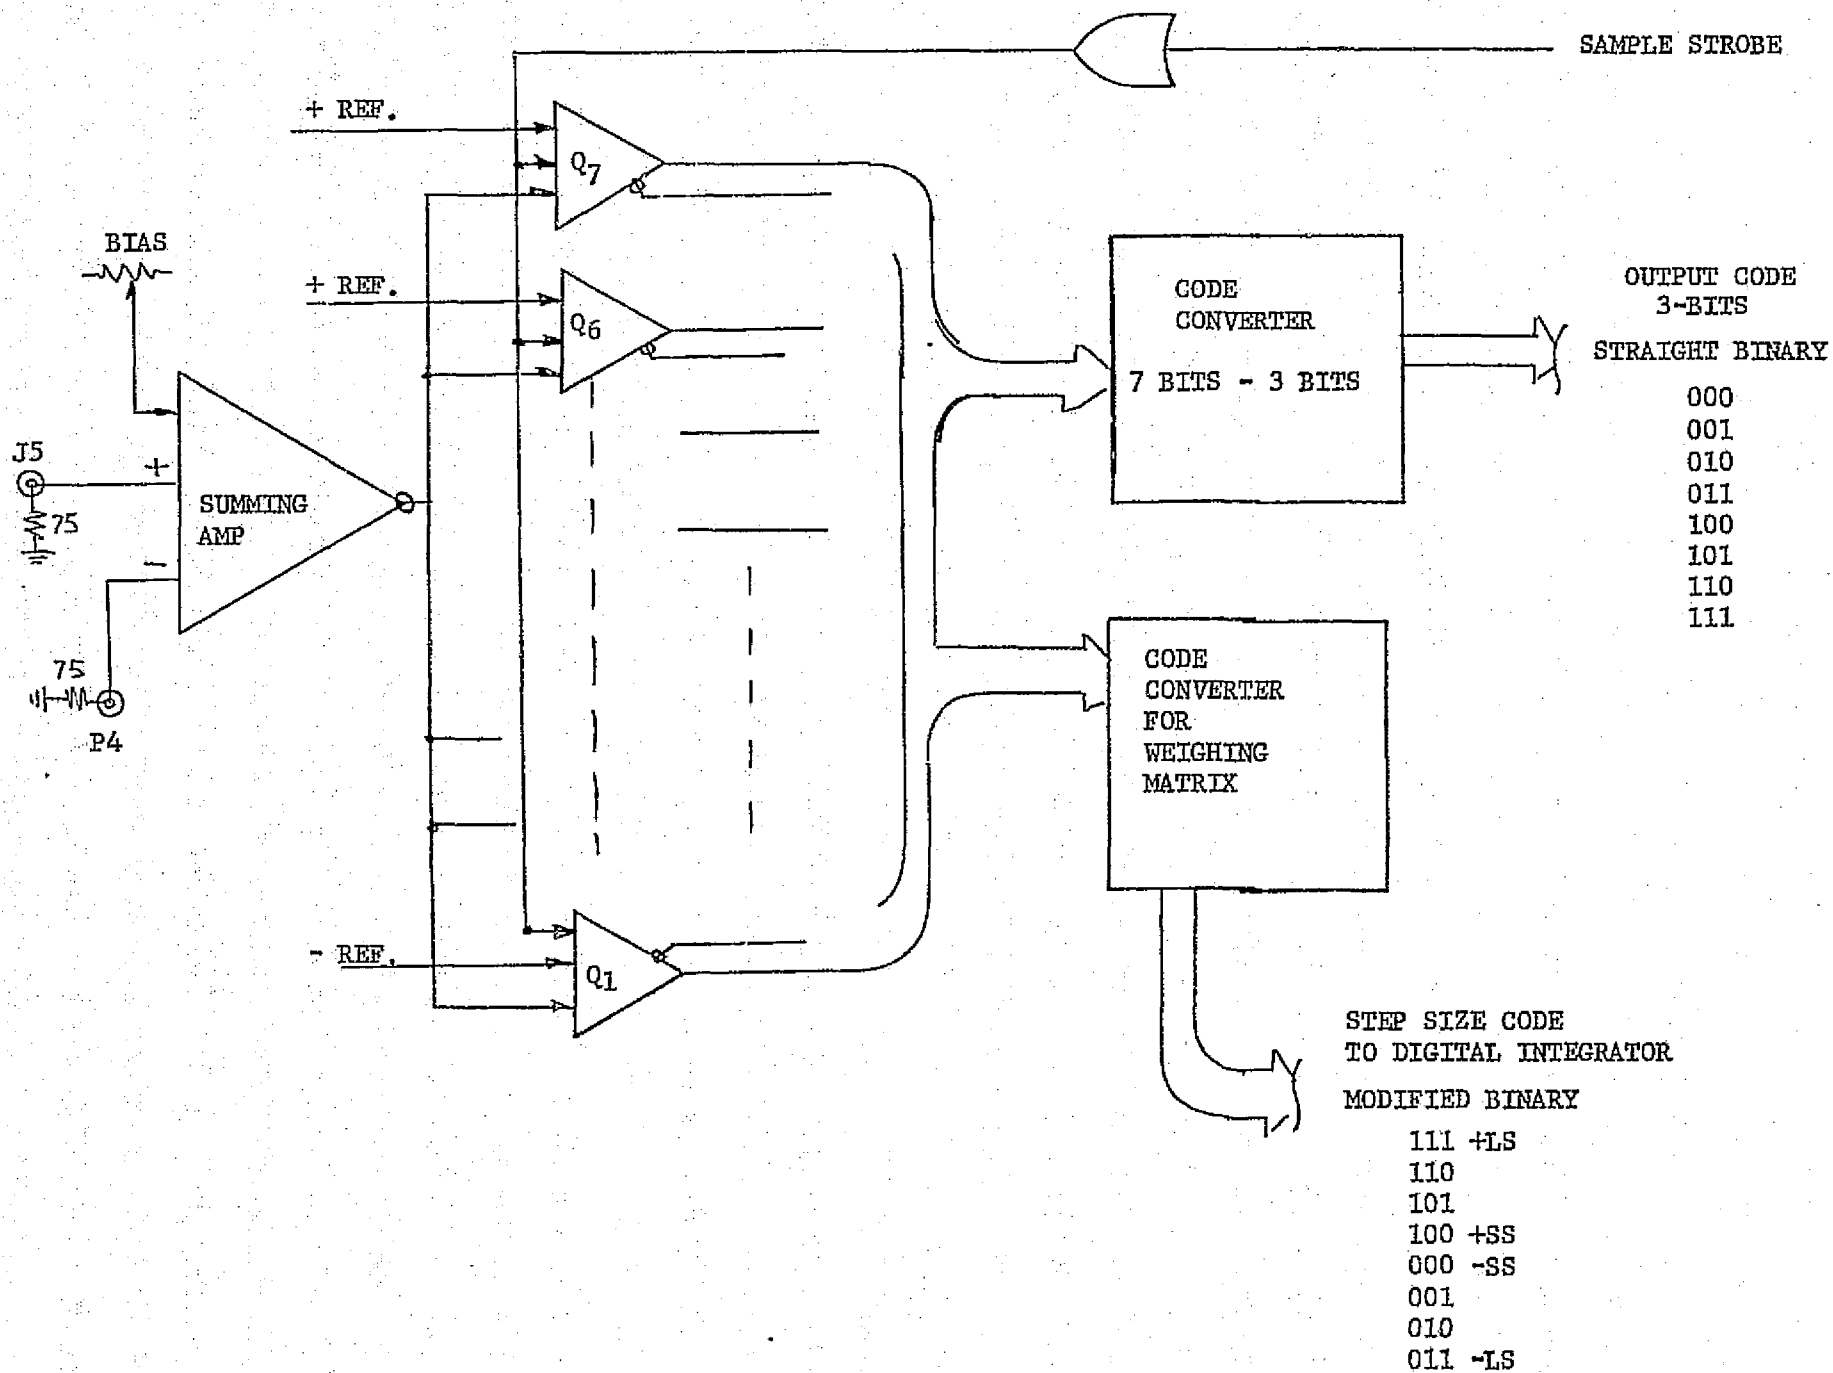 SAMPLE STROBE
+ REF.
Q7
BIAS
+ REF.
Q6
CODE
CONVERTER
7 BITS - 3 BITS
OUTPUT CODE
3-BITS
STRAIGHT BINARY
000
001
010
011
100
101
110
111
J5
+
75
SUMMING
AMP
-
75
P4
CODE
CONVERTER
FOR
WEIGHING
MATRIX
- REF.
Q1
STEP SIZE CODE
TO DIGITAL INTEGRATOR
MODIFIED BINARY
111 +LS
110
101
100 +SS
000 -SS
001
010
011 -LS